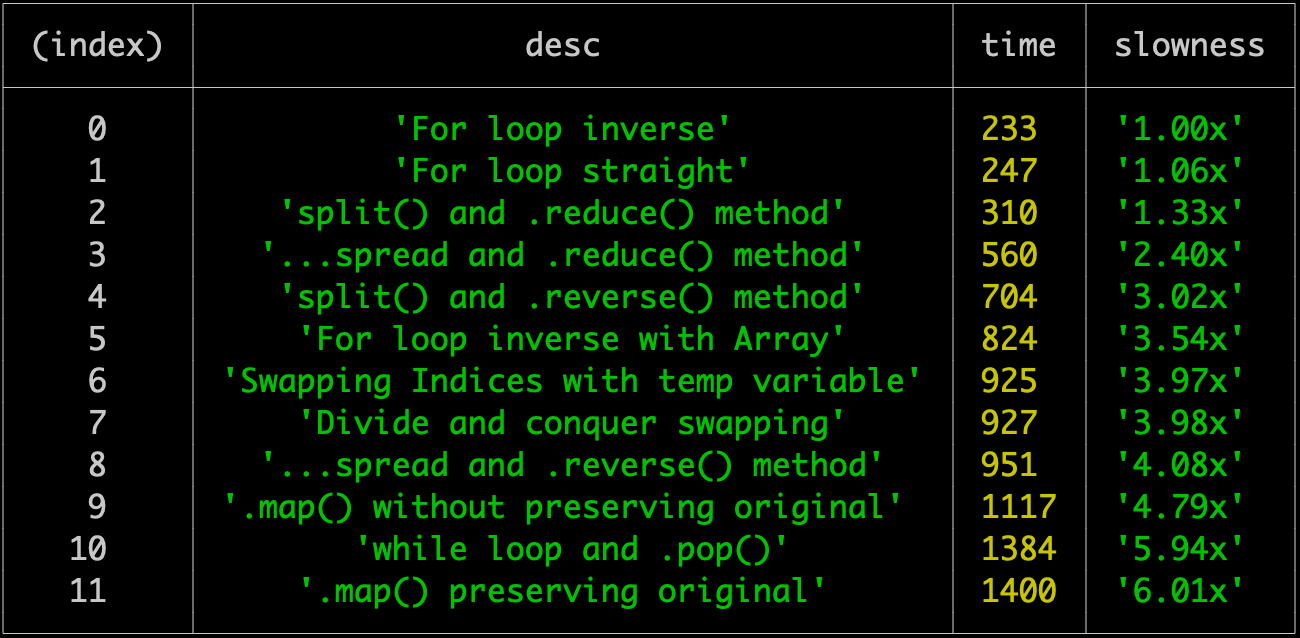 (index) desc time slowness
0 'For loop inverse' 233 '1.00x'
1 'For loop straight' 247 '1.06x'
2 'split() and .reduce() method' 310 '1.33x'
3 '...spread and .reduce() method' 560 '2.40x'
4 'split() and .reverse() method' 704 '3.02x'
5 'For loop inverse with Array' 824 '3.54x'
6 'Swapping Indices with temp variable' 925 '3.97x'
7 'Divide and conquer swapping' 927 '3.98x'
8 '...spread and .reverse() method' 951 '4.08x'
9 '.map() without preserving original' 1117 '4.79x'
10 'while loop and .pop()' 1384 '5.94x'
11 '.map() preserving original' 1400 '6.01x'